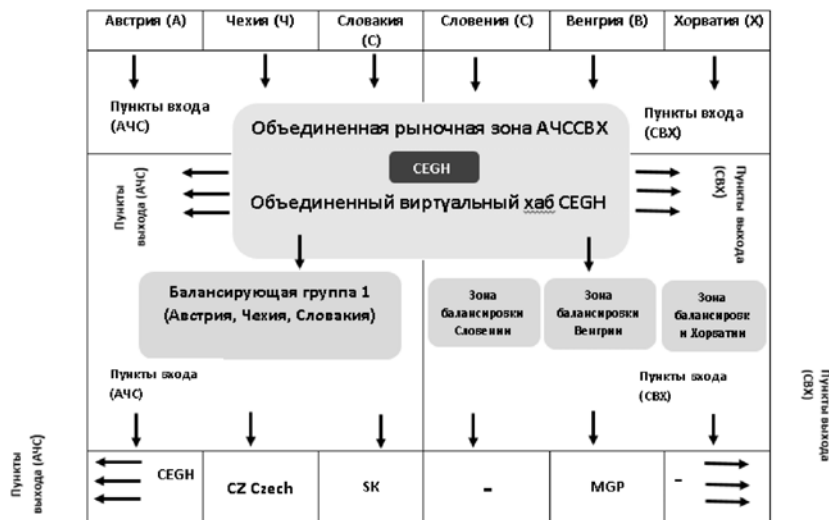 Австрия (А)
Чехия (Ч)
Словакия
(С)
Словения (С)
Венгрия (В)
Хорватия (Х)
Пункты входа
(АЧС)
Пункты входа
(СВХ)
Объединенная рыночная зона АЧССВХ
CEGH
Объединенный виртуальный хаб CEGH
Пункты
выхода (АЧС)
Пункты выхода
(СВХ)
Балансирующая группа 1
(Австрия, Чехия, Словакия)
Зона
балансировки
Словении
Зона
балансировки
Венгрии
Зона
балансировк
и Хорватии
Пункты входа
(АЧС)
Пункты входа
(СВХ)
Пункты
выхода (АЧС)
Пункты выхода
(СВХ)
CEGH
CZ Czech
SK
-
MGP
-